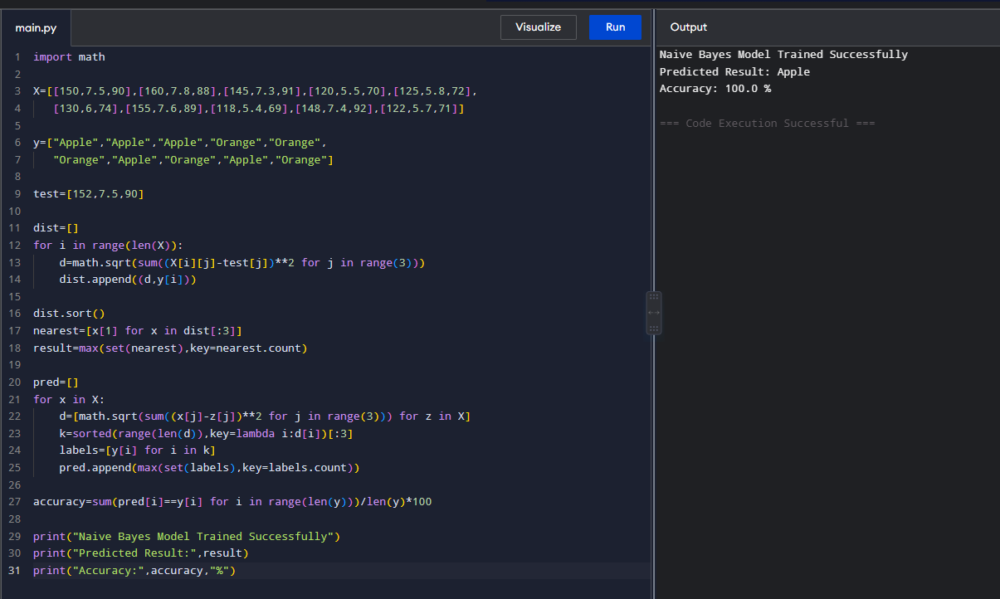 main.py
Visualize
Run
Output
1 import math
2
3 X=[[150,7.5,90],[160,7.8,88],[145,7.3,91],[120,5.5,70],[125,5.8,72],
4    [130,6,74],[155,7.6,89],[118,5.4,69],[148,7.4,92],[122,5.7,71]]
5
6 y=["Apple","Apple","Apple","Orange","Orange",
7    "Orange","Apple","Orange","Apple","Orange"]
8
9 test=[152,7.5,90]
10
11 dist=[]
12 for i in range(len(X)):
13     d=math.sqrt(sum((X[i][j]-test[j])**2 for j in range(3)))
14     dist.append((d,y[i]))
15
16 dist.sort()
17 nearest=[x[1] for x in dist[:3]]
18 result=max(set(nearest),key=nearest.count)
19
20 pred=[]
21 for x in X:
22     d=[math.sqrt(sum((x[j]-z[j])**2 for j in range(3))) for z in X]
23     k=sorted(range(len(d)),key=lambda i:d[i])[:3]
24     labels=[y[i] for i in k]
25     pred.append(max(set(labels),key=labels.count))
26
27 accuracy=sum(pred[i]==y[i] for i in range(len(y)))/len(y)*100
28
29 print("Naive Bayes Model Trained Successfully")
30 print("Predicted Result:",result)
31 print("Accuracy:",accuracy,"%")
Naive Bayes Model Trained Successfully
Predicted Result: Apple
Accuracy: 100.0 %
=== Code Execution Successful ===